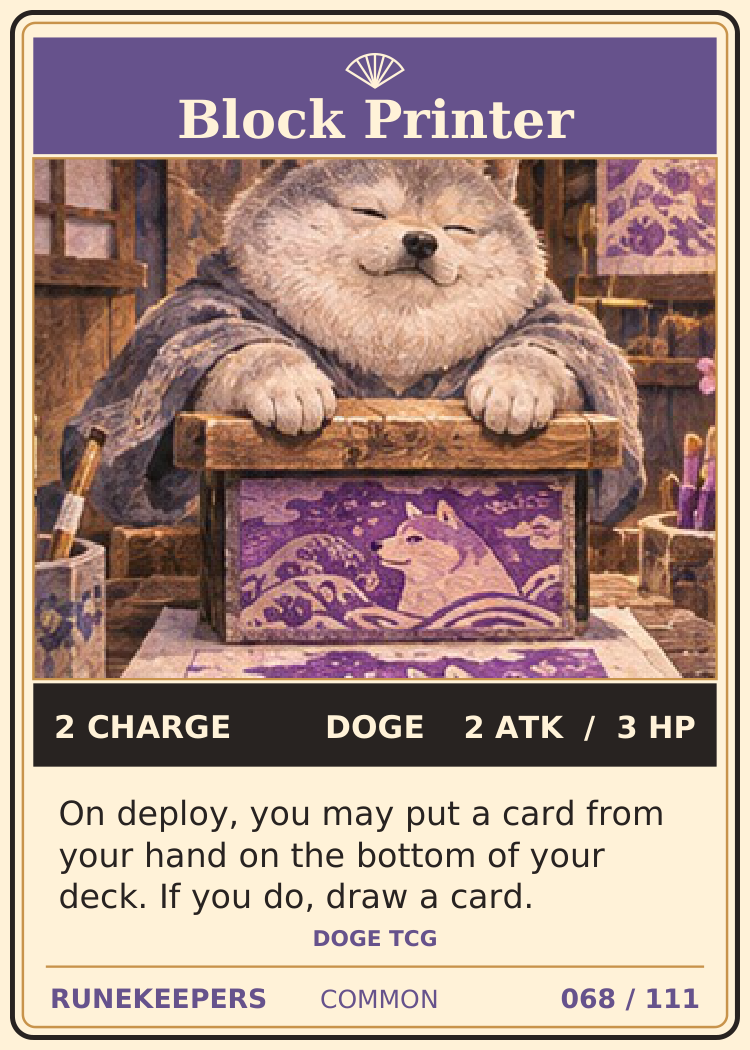 Block Printer
2 CHARGE DOGE 2 ATK / 3 HP
On deploy, you may put a card from
your hand on the bottom of your
deck. If you do, draw a card.
DOGE TCG
RUNEKEEPERS COMMON 068 / 111